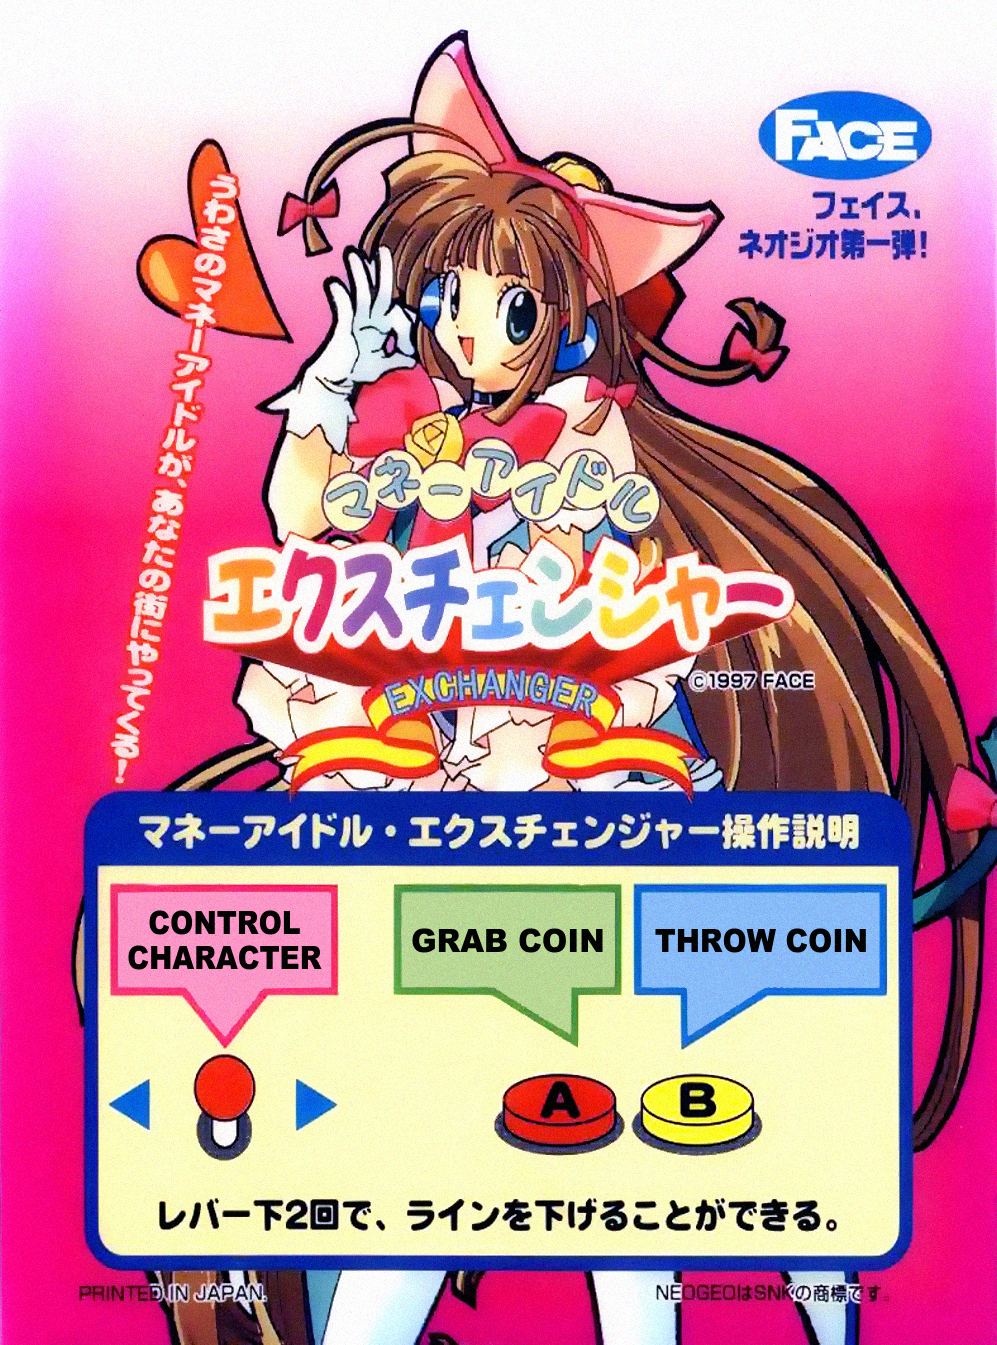 FACE
フェイス、
ネオジオ第一弾!
うわさのマネーアイドルが、あなたの街にやってくる!
マネーアイドル
エクスチェンジャー
EXCHANGER
©1997 FACE
マネーアイドル・エクスチェンジャー操作説明
CONTROL
CHARACTER
GRAB COIN
THROW COIN
A
B
レバー下2回で、ラインを下げることができる。
PRINTED IN JAPAN.
NEOGEOはSNKの商標です。